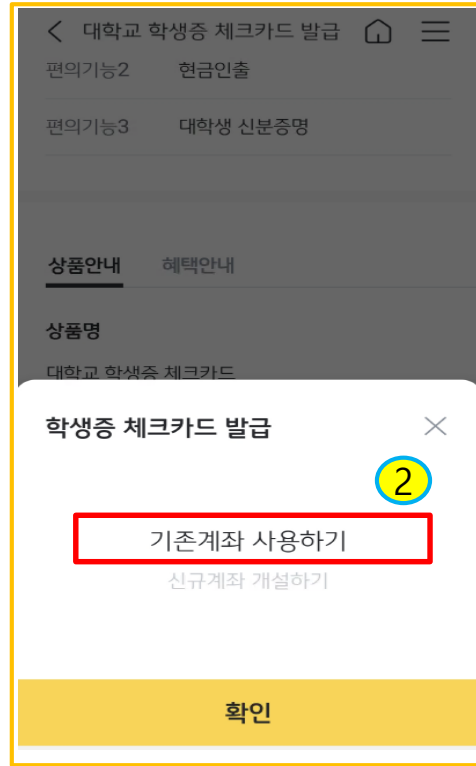 대학교 학생증 체크카드 발급
편의기능2 현금인출
편의기능3 대학생 신분증명
상품안내 혜택안내
상품명
대학교 학생증 체크카드
학생증 체크카드 발급
2
기존계좌 사용하기
신규계좌 개설하기
확인